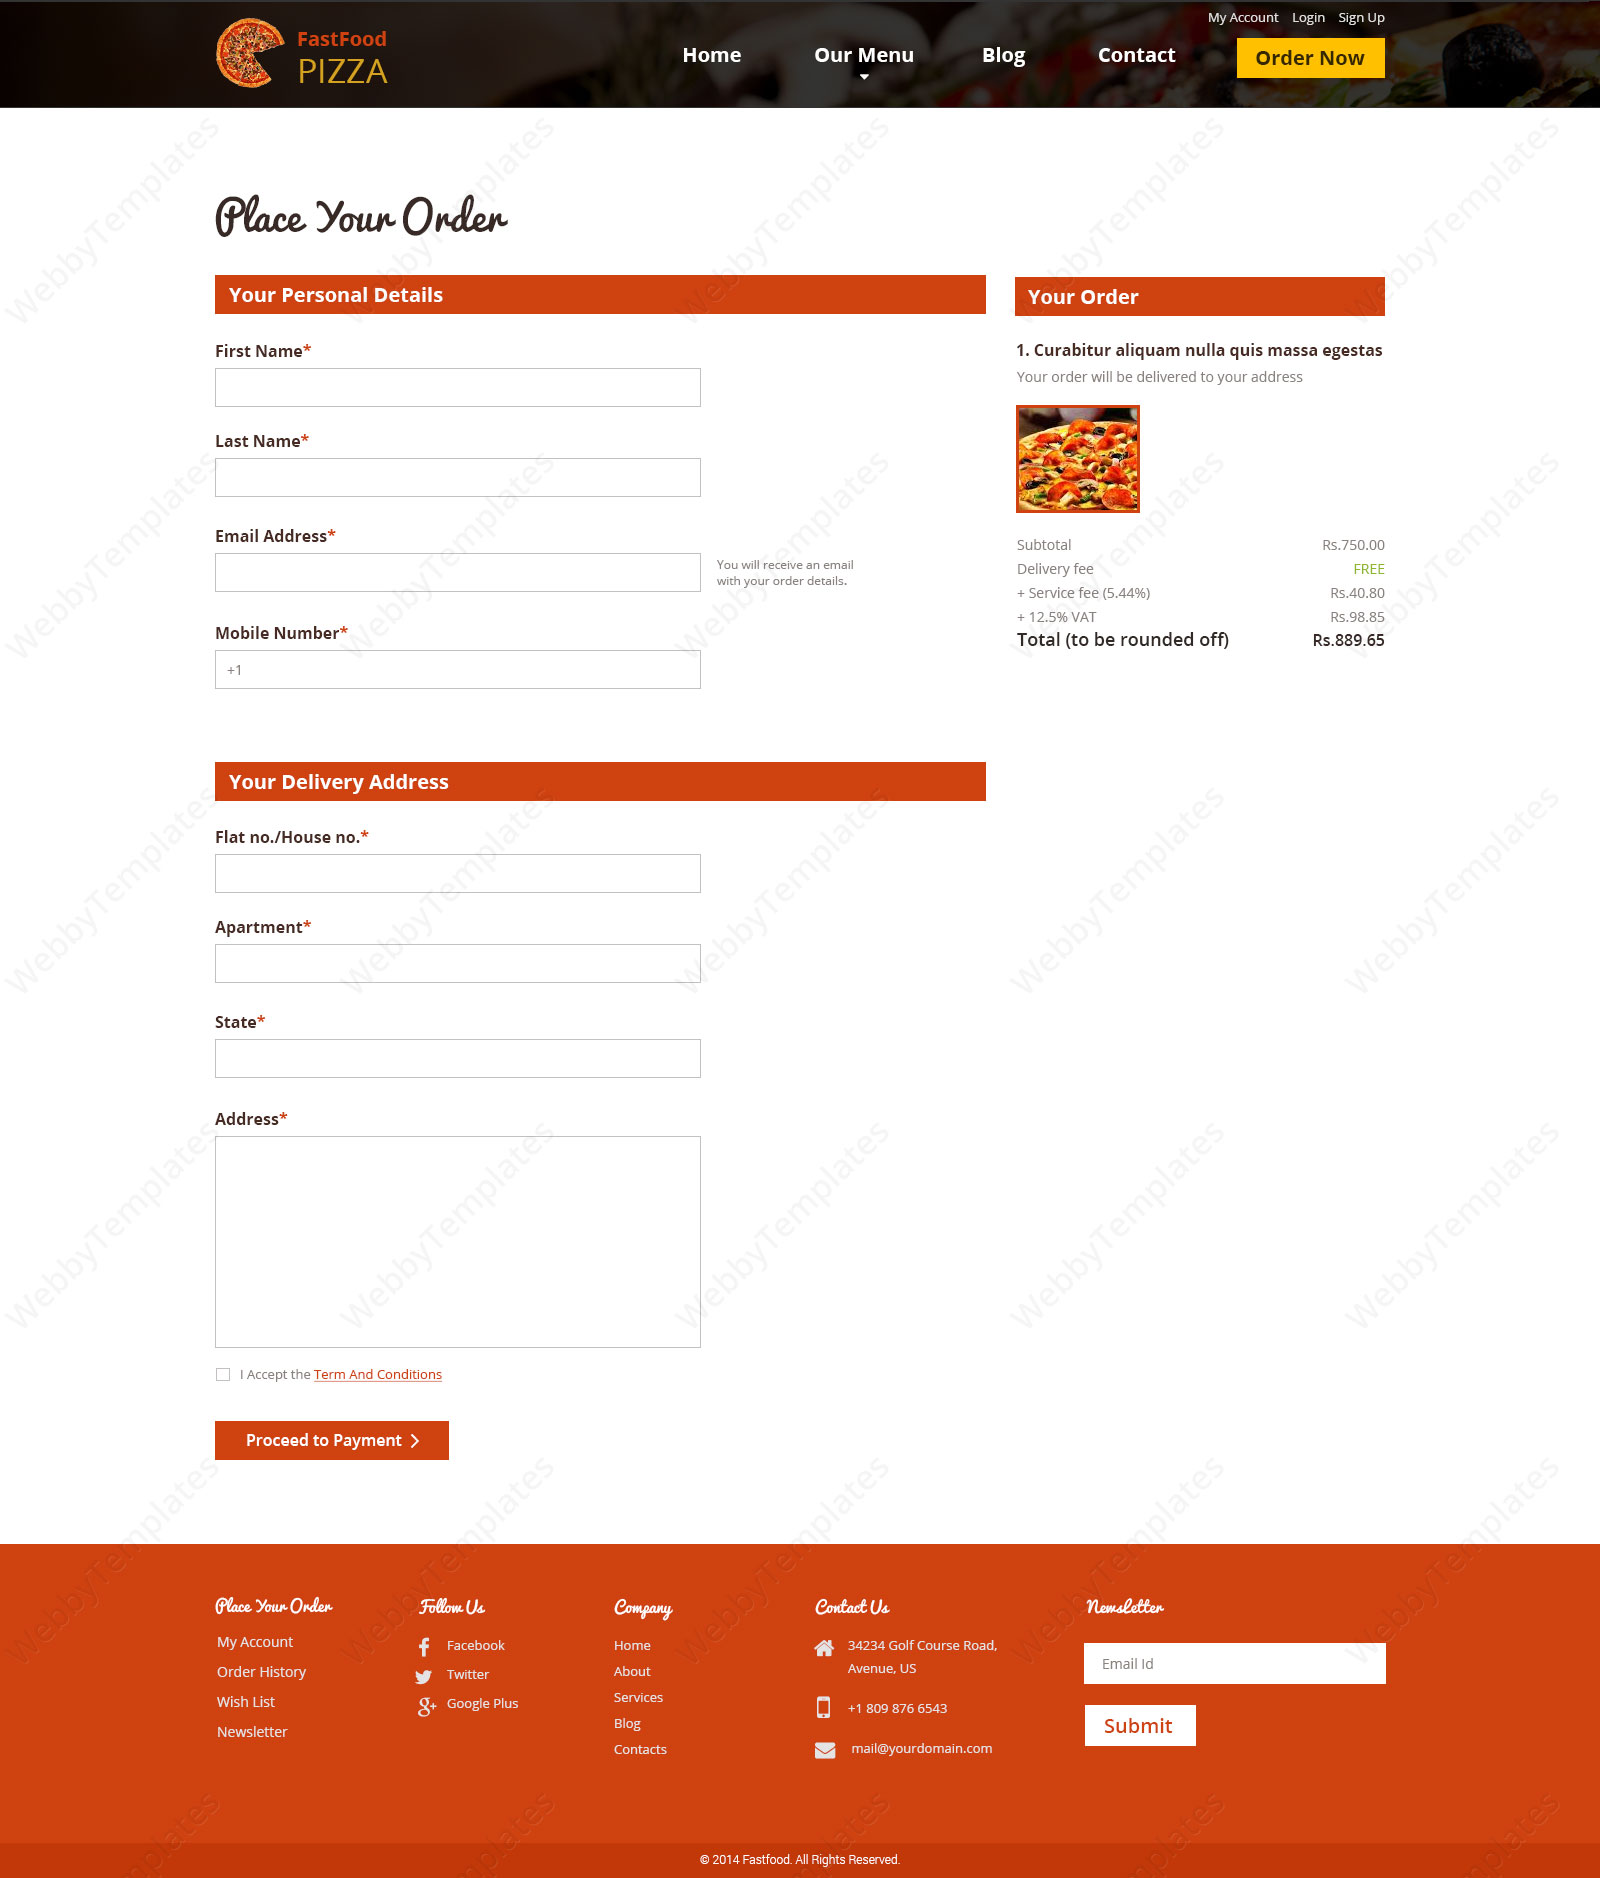 My Account Login Sign Up
FastFood
PIZZA
Home Our Menu Blog Contact Order Now
Place Your Order
Your Personal Details
First Name*
Last Name*
Email Address*
You will receive an email
with your order details.
Mobile Number*
+1
Your Order
1. Curabitur aliquam nulla quis massa egestas
Your order will be delivered to your address
Subtotal Rs.750.00
Delivery fee FREE
+ Service fee (5.44%) Rs.40.80
+ 12.5% VAT Rs.98.85
Total (to be rounded off) Rs.889.65
Your Delivery Address
Flat no./House no.*
Apartment*
State*
Address*
I Accept the Term And Conditions
Proceed to Payment
Place Your Order
My Account
Order History
Wish List
Newsletter
Follow Us
Facebook
Twitter
Google Plus
Company
Home
About
Services
Blog
Contacts
Contact Us
34234 Golf Course Road,
Avenue, US
+1 809 876 6543
mail@yourdomain.com
NewsLetter
Email Id
Submit
© 2014 Fastfood. All Rights Reserved.
WebbyTemplates